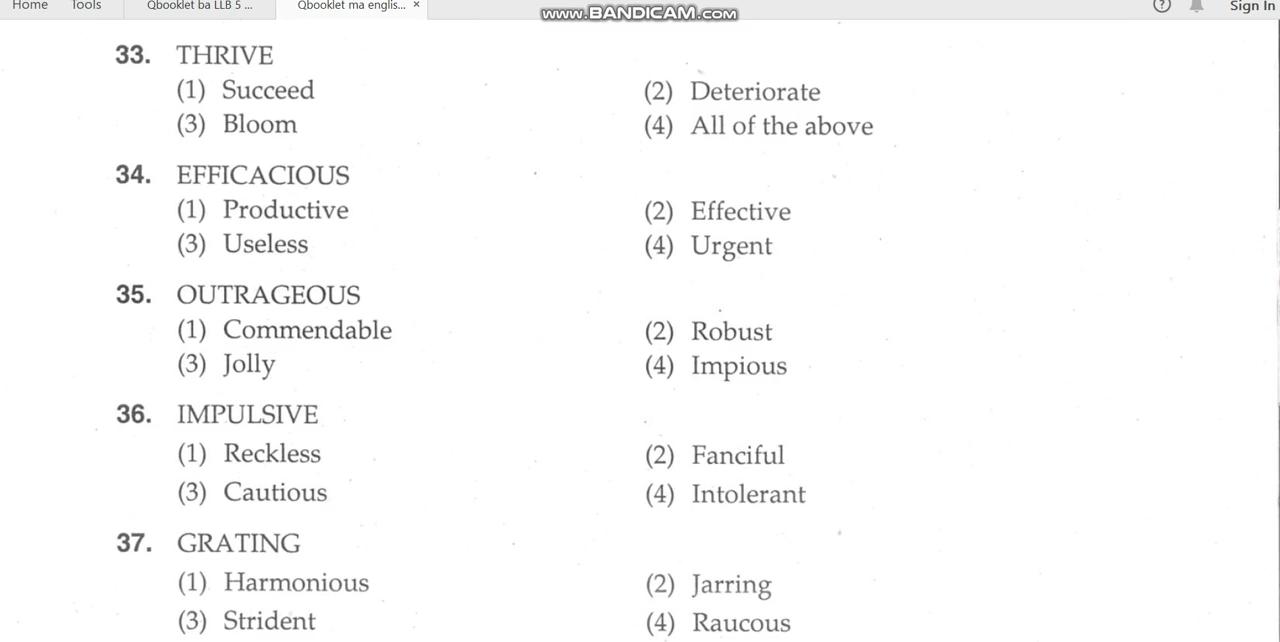 Home Tools Qbooklet ba LLB 5 ... Qbooklet ma englis... × www.BANDICAM.com ? Sign In
33. THRIVE
(1) Succeed (2) Deteriorate
(3) Bloom (4) All of the above
34. EFFICACIOUS
(1) Productive (2) Effective
(3) Useless (4) Urgent
35. OUTRAGEOUS
(1) Commendable (2) Robust
(3) Jolly (4) Impious
36. IMPULSIVE
(1) Reckless (2) Fanciful
(3) Cautious (4) Intolerant
37. GRATING
(1) Harmonious (2) Jarring
(3) Strident (4) Raucous